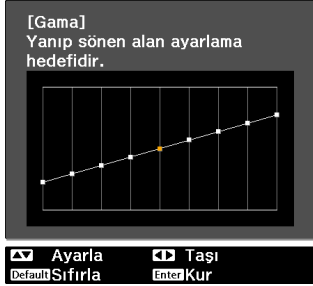 [Gama]
Yanıp sönen alan ayarlama
hedefidir.
Ayarla Taşı
Default Sıfırla Enter Kur